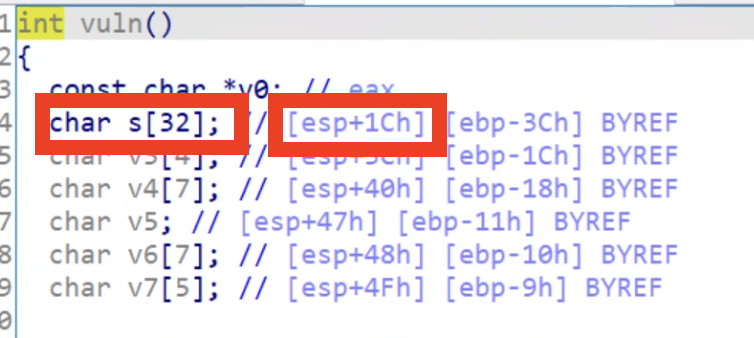 1 int vuln()
2 {
3 const char *v0; // eax
4 char s[32]; // [esp+1Ch] [ebp-3Ch] BYREF
5 char v3[4]; // [esp+3Ch] [ebp-1Ch] BYREF
6 char v4[7]; // [esp+40h] [ebp-18h] BYREF
7 char v5; // [esp+47h] [ebp-11h] BYREF
8 char v6[7]; // [esp+48h] [ebp-10h] BYREF
9 char v7[5]; // [esp+4Fh] [ebp-9h] BYREF
0